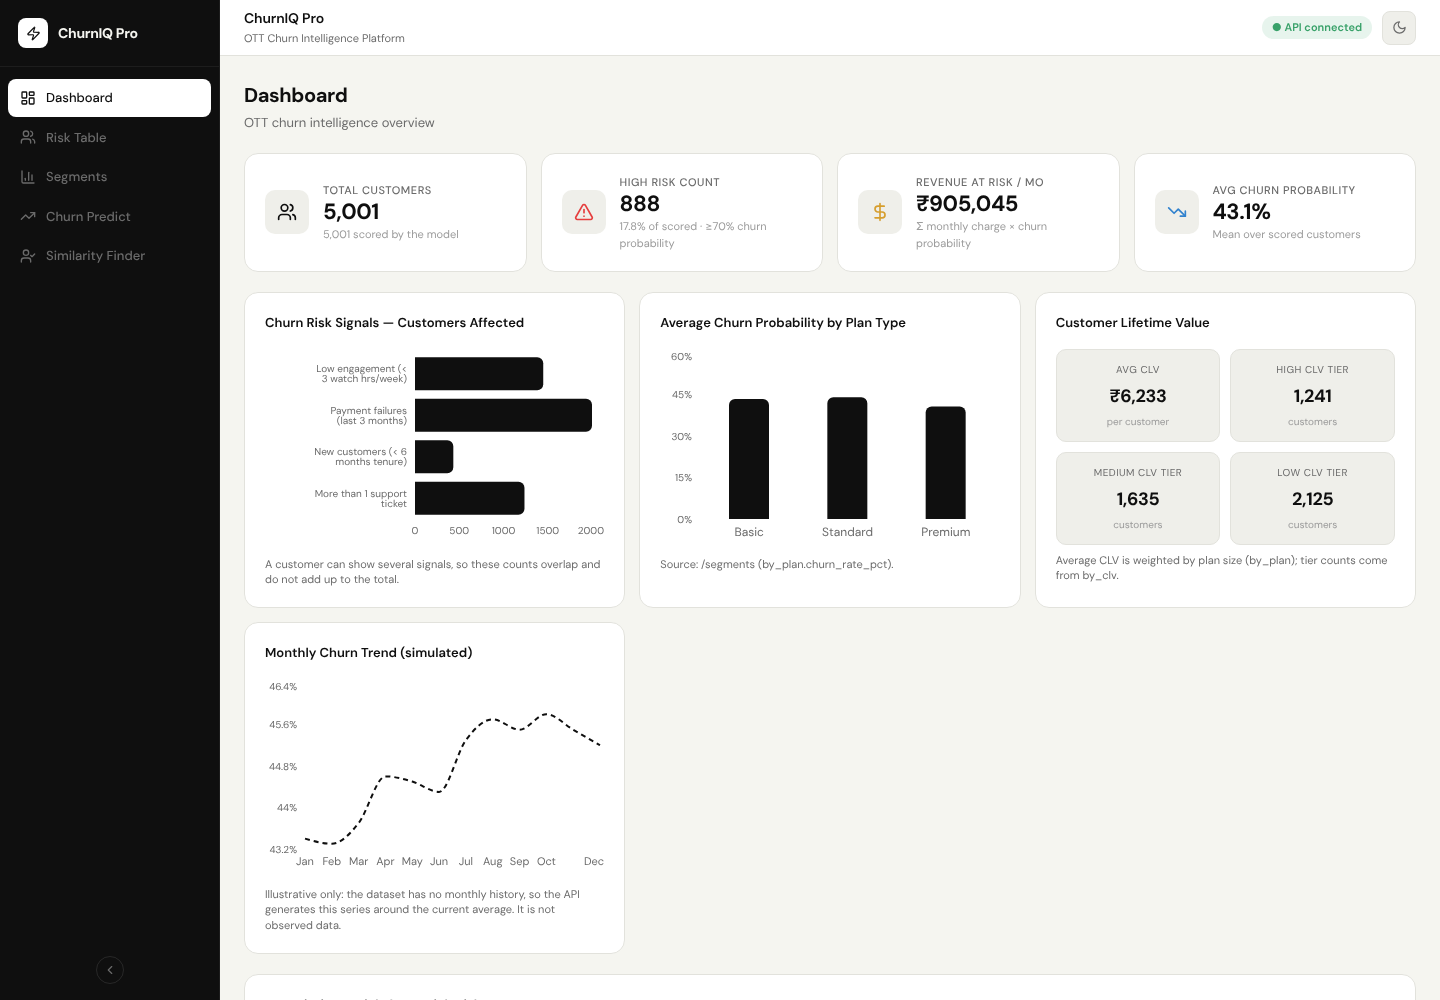 ChurnIQ Pro
Dashboard
Risk Table
Segments
Churn Predict
Similarity Finder
ChurnIQ Pro
OTT Churn Intelligence Platform
API connected
Dashboard
OTT churn intelligence overview
TOTAL CUSTOMERS
5,001
5,001 scored by the model
HIGH RISK COUNT
888
17.8% of scored · ≥70% churn
probability
REVENUE AT RISK / MO
₹905,045
Σ monthly charge × churn
probability
AVG CHURN PROBABILITY
43.1%
Mean over scored customers
Churn Risk Signals — Customers Affected
Low engagement (<
3 watch hrs/week)
Payment failures
(last 3 months)
New customers (< 6
months tenure)
More than 1 support
ticket
0 500 1000 1500 2000
A customer can show several signals, so these counts overlap and
do not add up to the total.
Average Churn Probability by Plan Type
60%
45%
30%
15%
0%
Basic Standard Premium
Source: /segments (by_plan.churn_rate_pct).
Customer Lifetime Value
AVG CLV
₹6,233
per customer
HIGH CLV TIER
1,241
customers
MEDIUM CLV TIER
1,635
customers
LOW CLV TIER
2,125
customers
Average CLV is weighted by plan size (by_plan); tier counts come
from by_clv.
Monthly Churn Trend (simulated)
46.4%
45.6%
44.8%
44%
43.2%
Jan Feb Mar Apr May Jun Jul Aug Sep Oct Dec
Illustrative only: the dataset has no monthly history, so the API
generates this series around the current average. It is not
observed data.